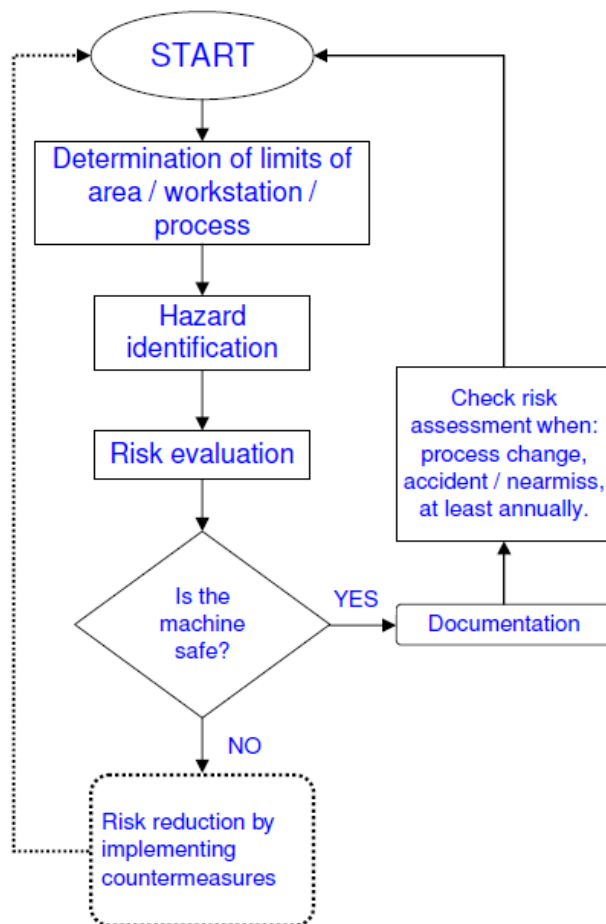 START
Determination of limits of
area / workstation /
process
Hazard
identification
Risk evaluation
Is the
machine
safe?
YES
Documentation
Check risk
assessment when:
process change,
accident / nearmiss,
at least annually.
NO
Risk reduction by
implementing
countermeasures